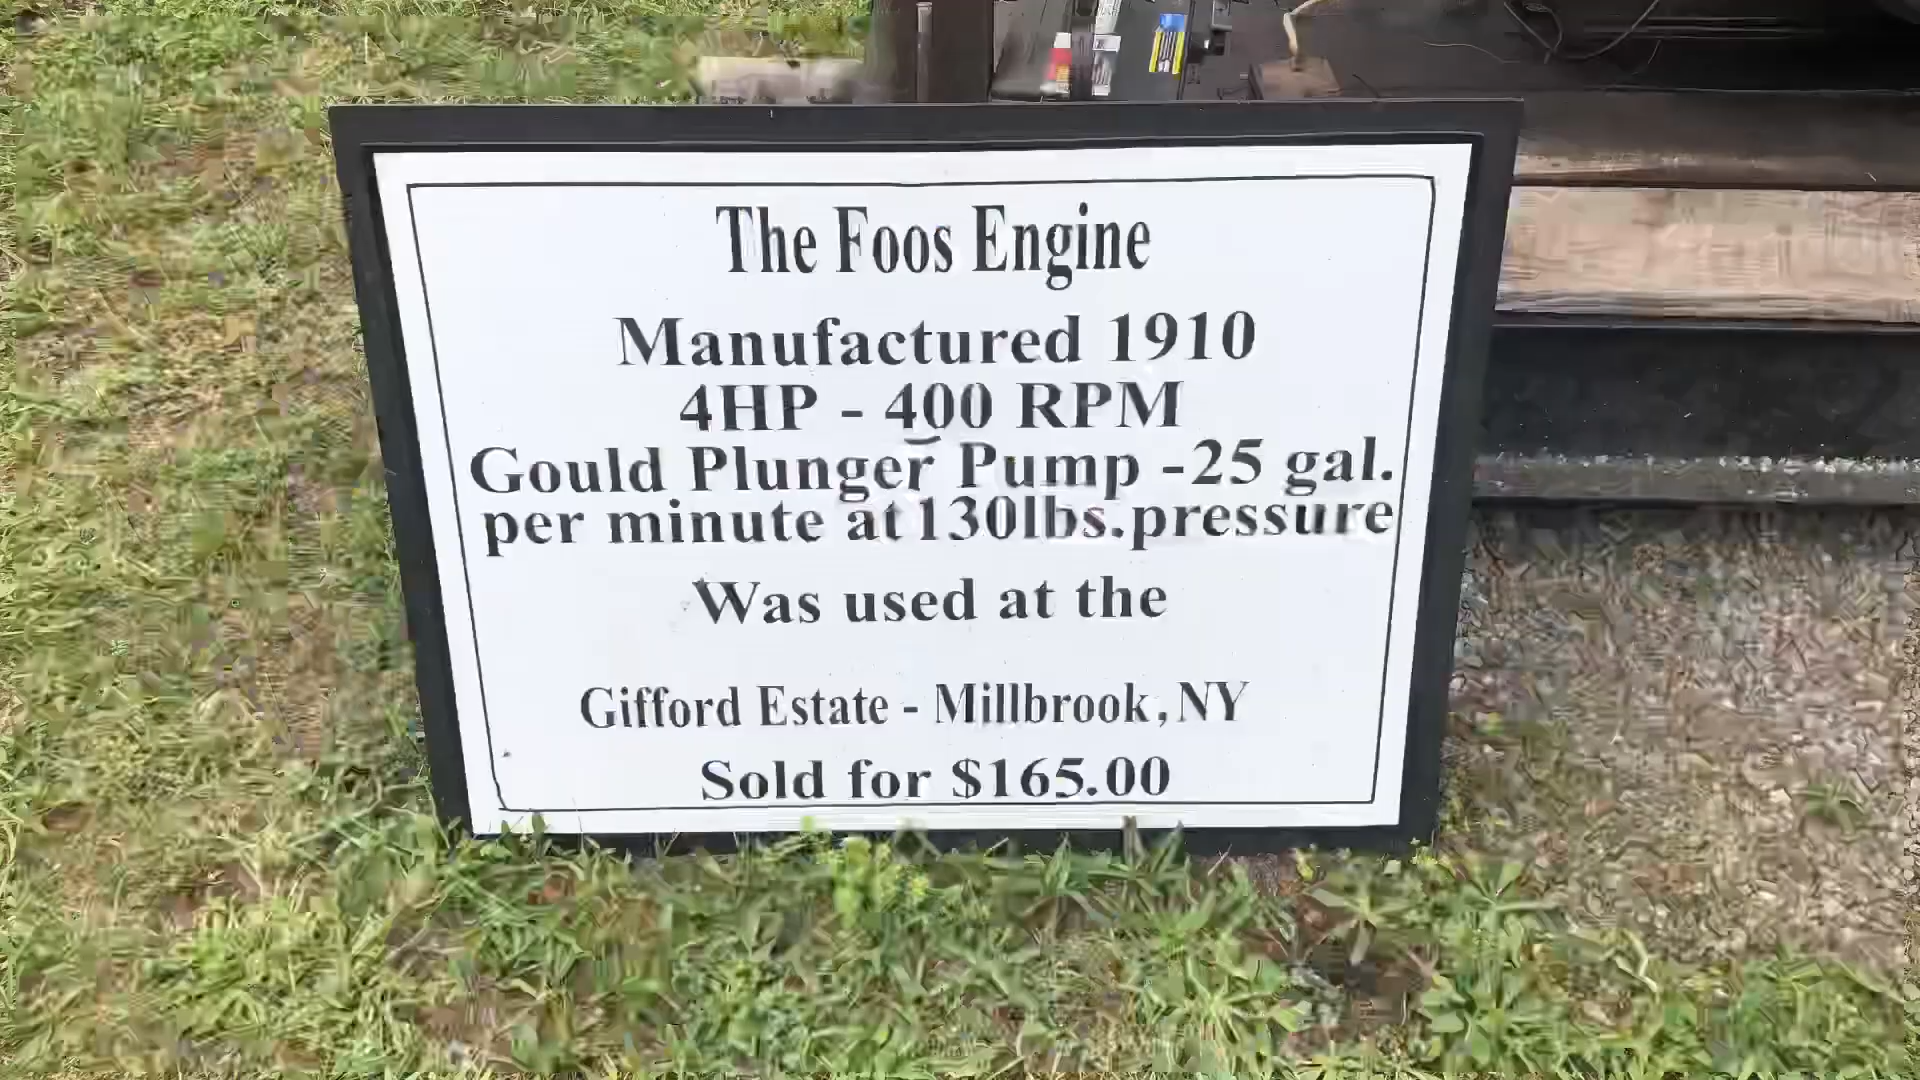 The Foos Engine
Manufactured 1910
4HP - 400 RPM
Gould Plunger Pump -25 gal.
per minute at 130lbs.pressure
Was used at the
Gifford Estate - Millbrook, NY
Sold for $165.00